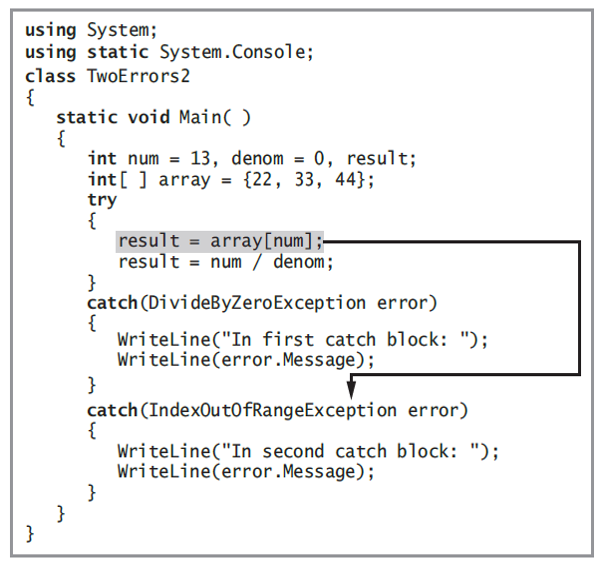 using System;
using static System.Console;
class TwoErrors2
{
   static void Main( )
   {
      int num = 13, denom = 0, result;
      int[ ] array = {22, 33, 44};
      try
      {
         result = array[num];
         result = num / denom;
      }
      catch(DivideByZeroException error)
      {
         WriteLine("In first catch block: ");
         WriteLine(error.Message);
      }
      catch(IndexOutOfRangeException error)
      {
         WriteLine("In second catch block: ");
         WriteLine(error.Message);
      }
   }
}